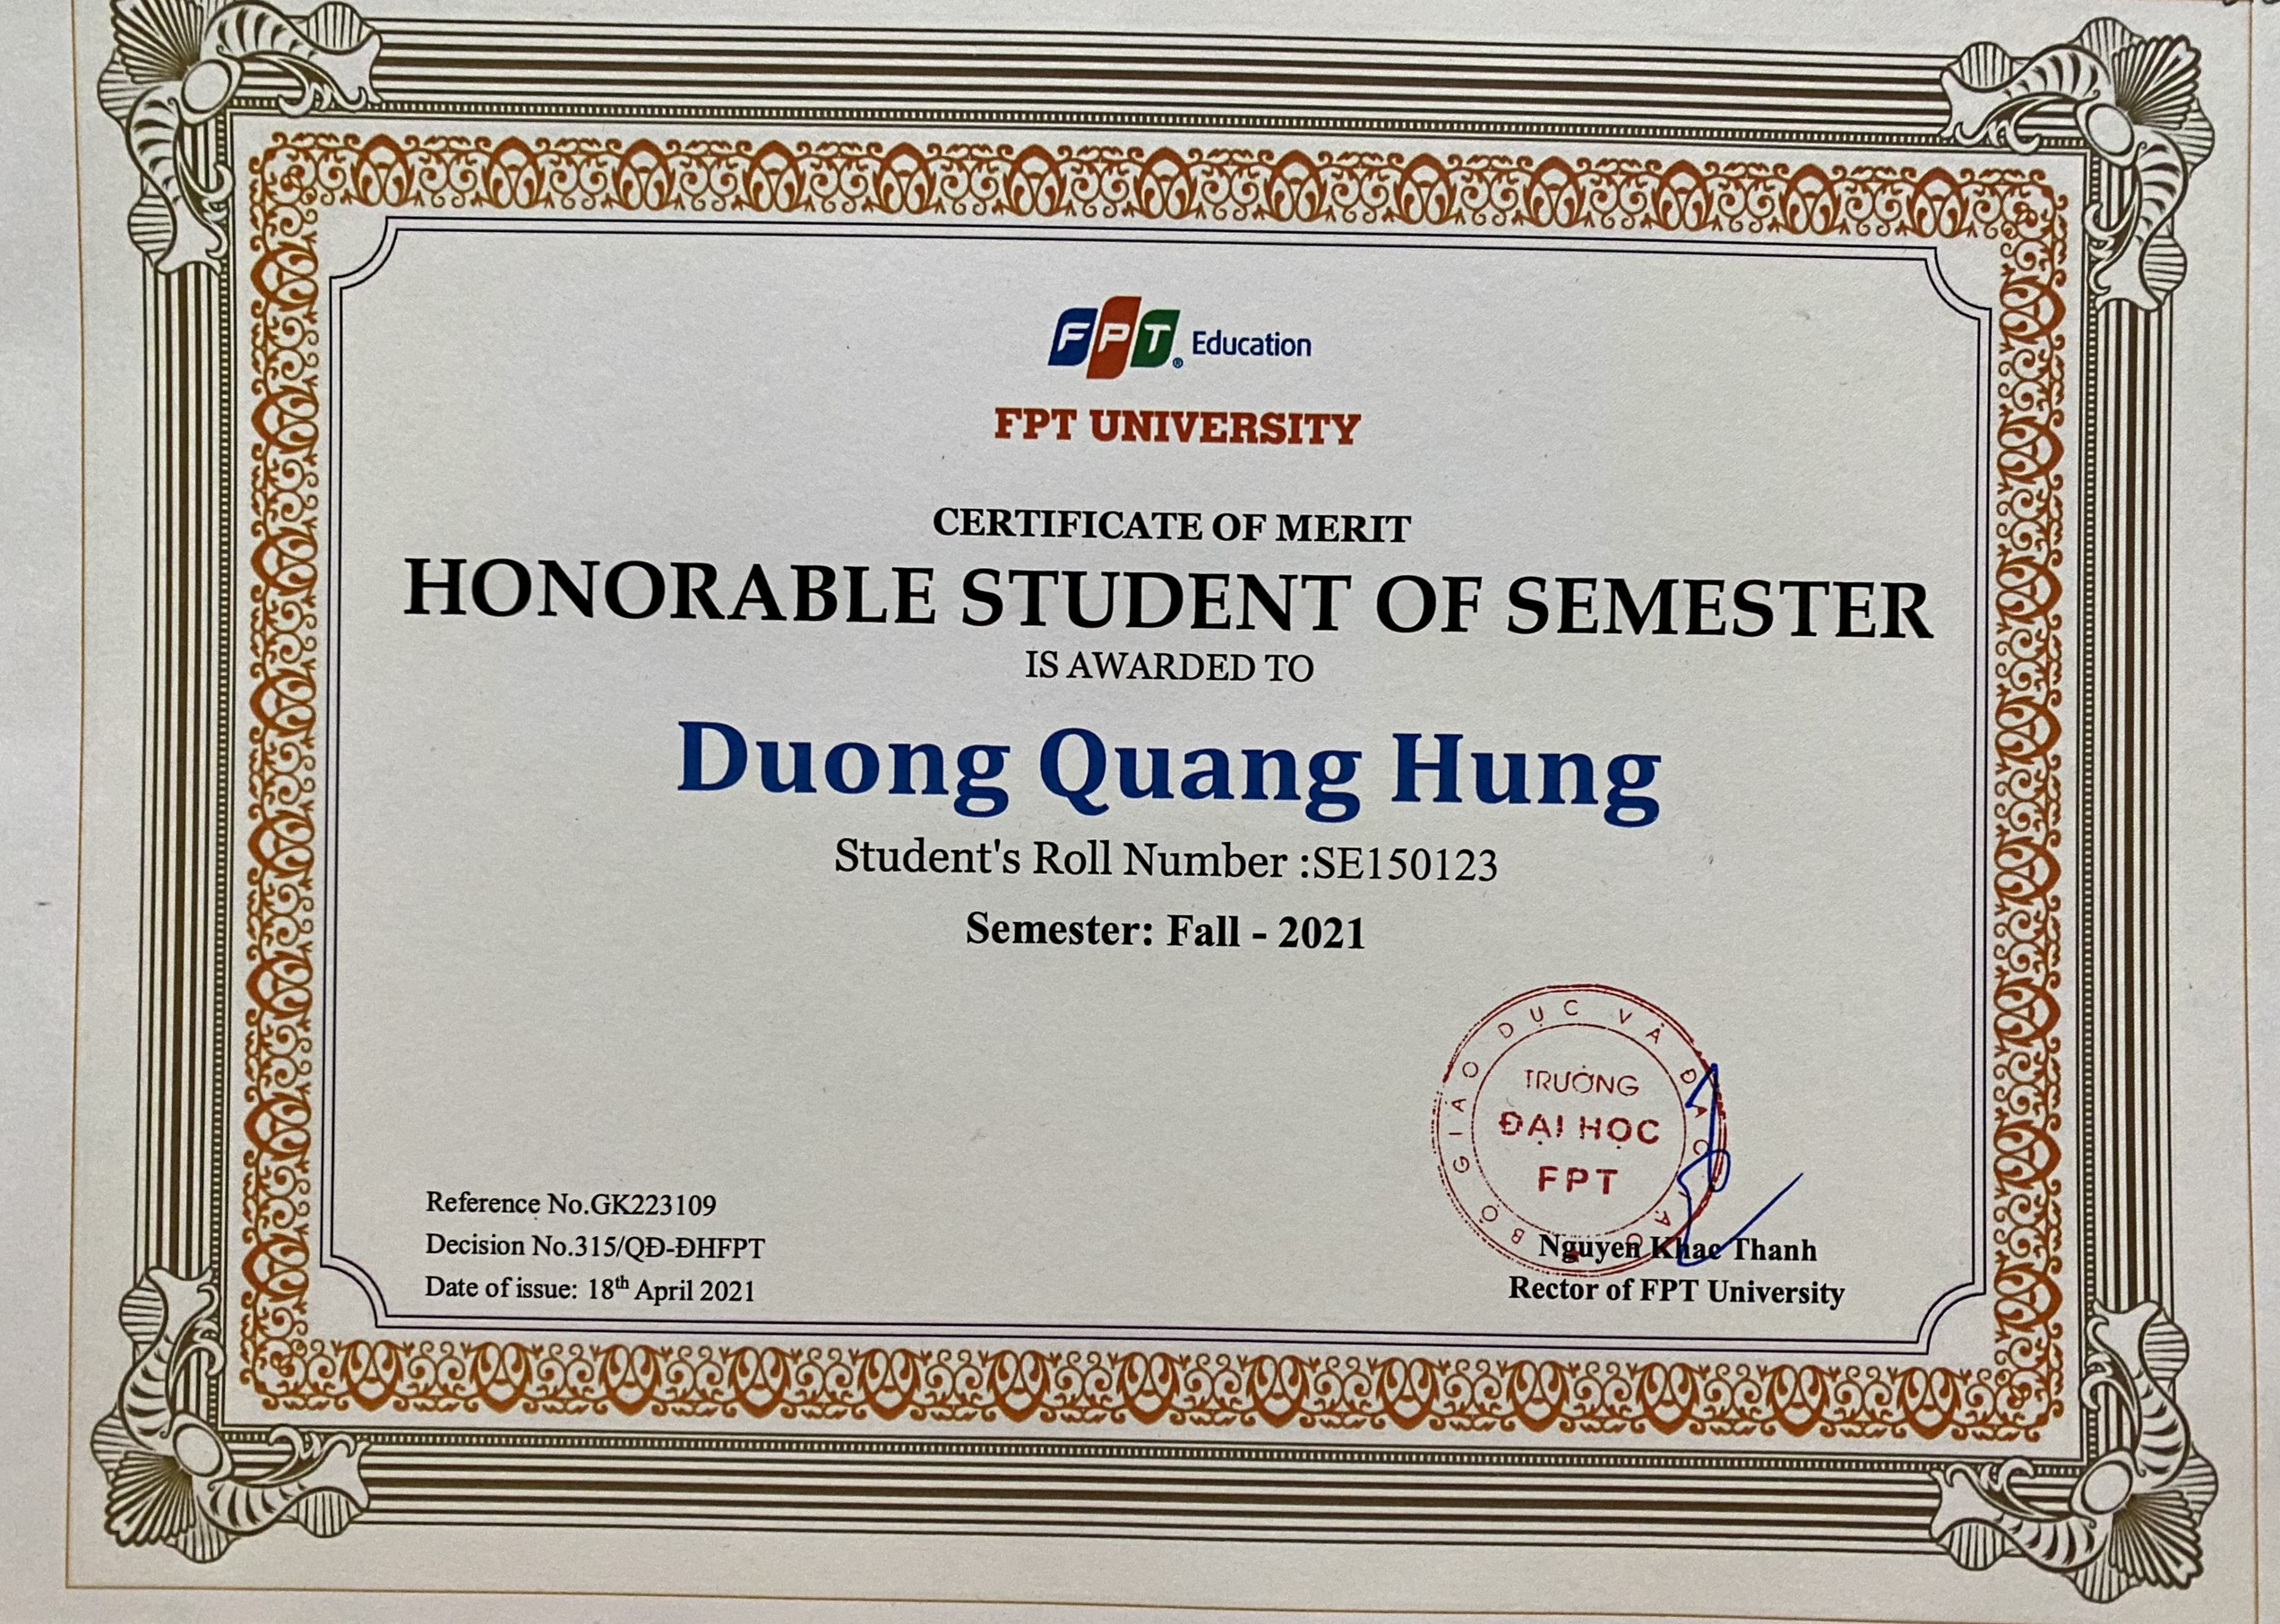 FPT® Education
FPT UNIVERSITY
CERTIFICATE OF MERIT
HONORABLE STUDENT OF SEMESTER
IS AWARDED TO
Duong Quang Hung
Student's Roll Number :SE150123
Semester: Fall - 2021
BỘ GIÁO DỤC VÀ ĐÀO TẠO
TRƯỜNG
ĐẠI HỌC
FPT
Reference No.GK223109
Decision No.315/QĐ-ĐHFPT
Date of issue: 18th April 2021
Nguyen Khac Thanh
Rector of FPT University